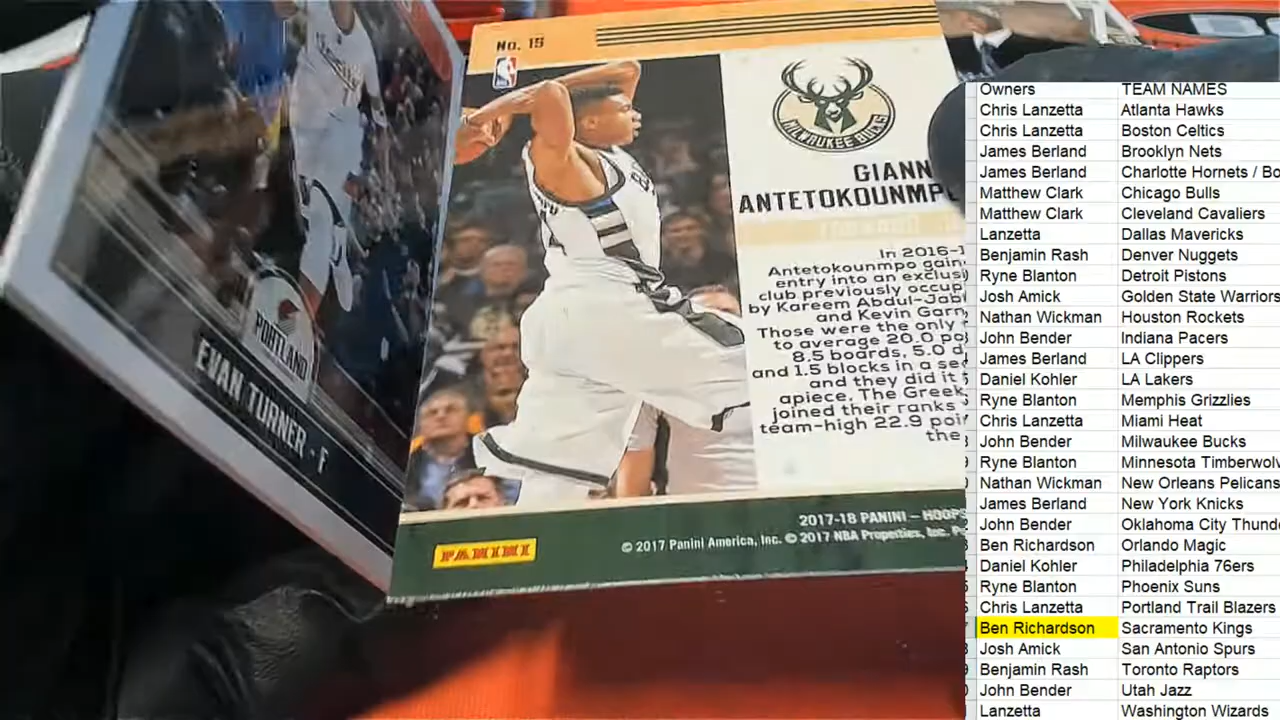 No. 15
MILWAUKEE BUCKS
GIANN
ANTETOKOUNMP
In 2016-1
Antetokounmpo gain
entry into an exclusi
club previously occup
by Kareem Abdul-Jab
and Kevin Garn
Those were the only
to average 20.0 po
8.5 boards, 5.0 d
and 1.5 blocks in a se
and they did it
apiece. The Greek
joined their ranks
team-high 22.9 poi
the
2017-18 PANINI – HOOPS
© 2017 Panini America, Inc. © 2017 NBA Properties, Inc. P
PANINI
PORTLAND
EVAN TURNER - F
Owners TEAM NAMES
Chris Lanzetta Atlanta Hawks
Chris Lanzetta Boston Celtics
James Berland Brooklyn Nets
James Berland Charlotte Hornets / Bo
Matthew Clark Chicago Bulls
Matthew Clark Cleveland Cavaliers
Lanzetta Dallas Mavericks
Benjamin Rash Denver Nuggets
Ryne Blanton Detroit Pistons
Josh Amick Golden State Warriors
Nathan Wickman Houston Rockets
John Bender Indiana Pacers
James Berland LA Clippers
Daniel Kohler LA Lakers
Ryne Blanton Memphis Grizzlies
Chris Lanzetta Miami Heat
John Bender Milwaukee Bucks
Ryne Blanton Minnesota Timberwolv
Nathan Wickman New Orleans Pelicans
James Berland New York Knicks
John Bender Oklahoma City Thunde
Ben Richardson Orlando Magic
Daniel Kohler Philadelphia 76ers
Ryne Blanton Phoenix Suns
Chris Lanzetta Portland Trail Blazers
Ben Richardson Sacramento Kings
Josh Amick San Antonio Spurs
Benjamin Rash Toronto Raptors
John Bender Utah Jazz
Lanzetta Washington Wizards